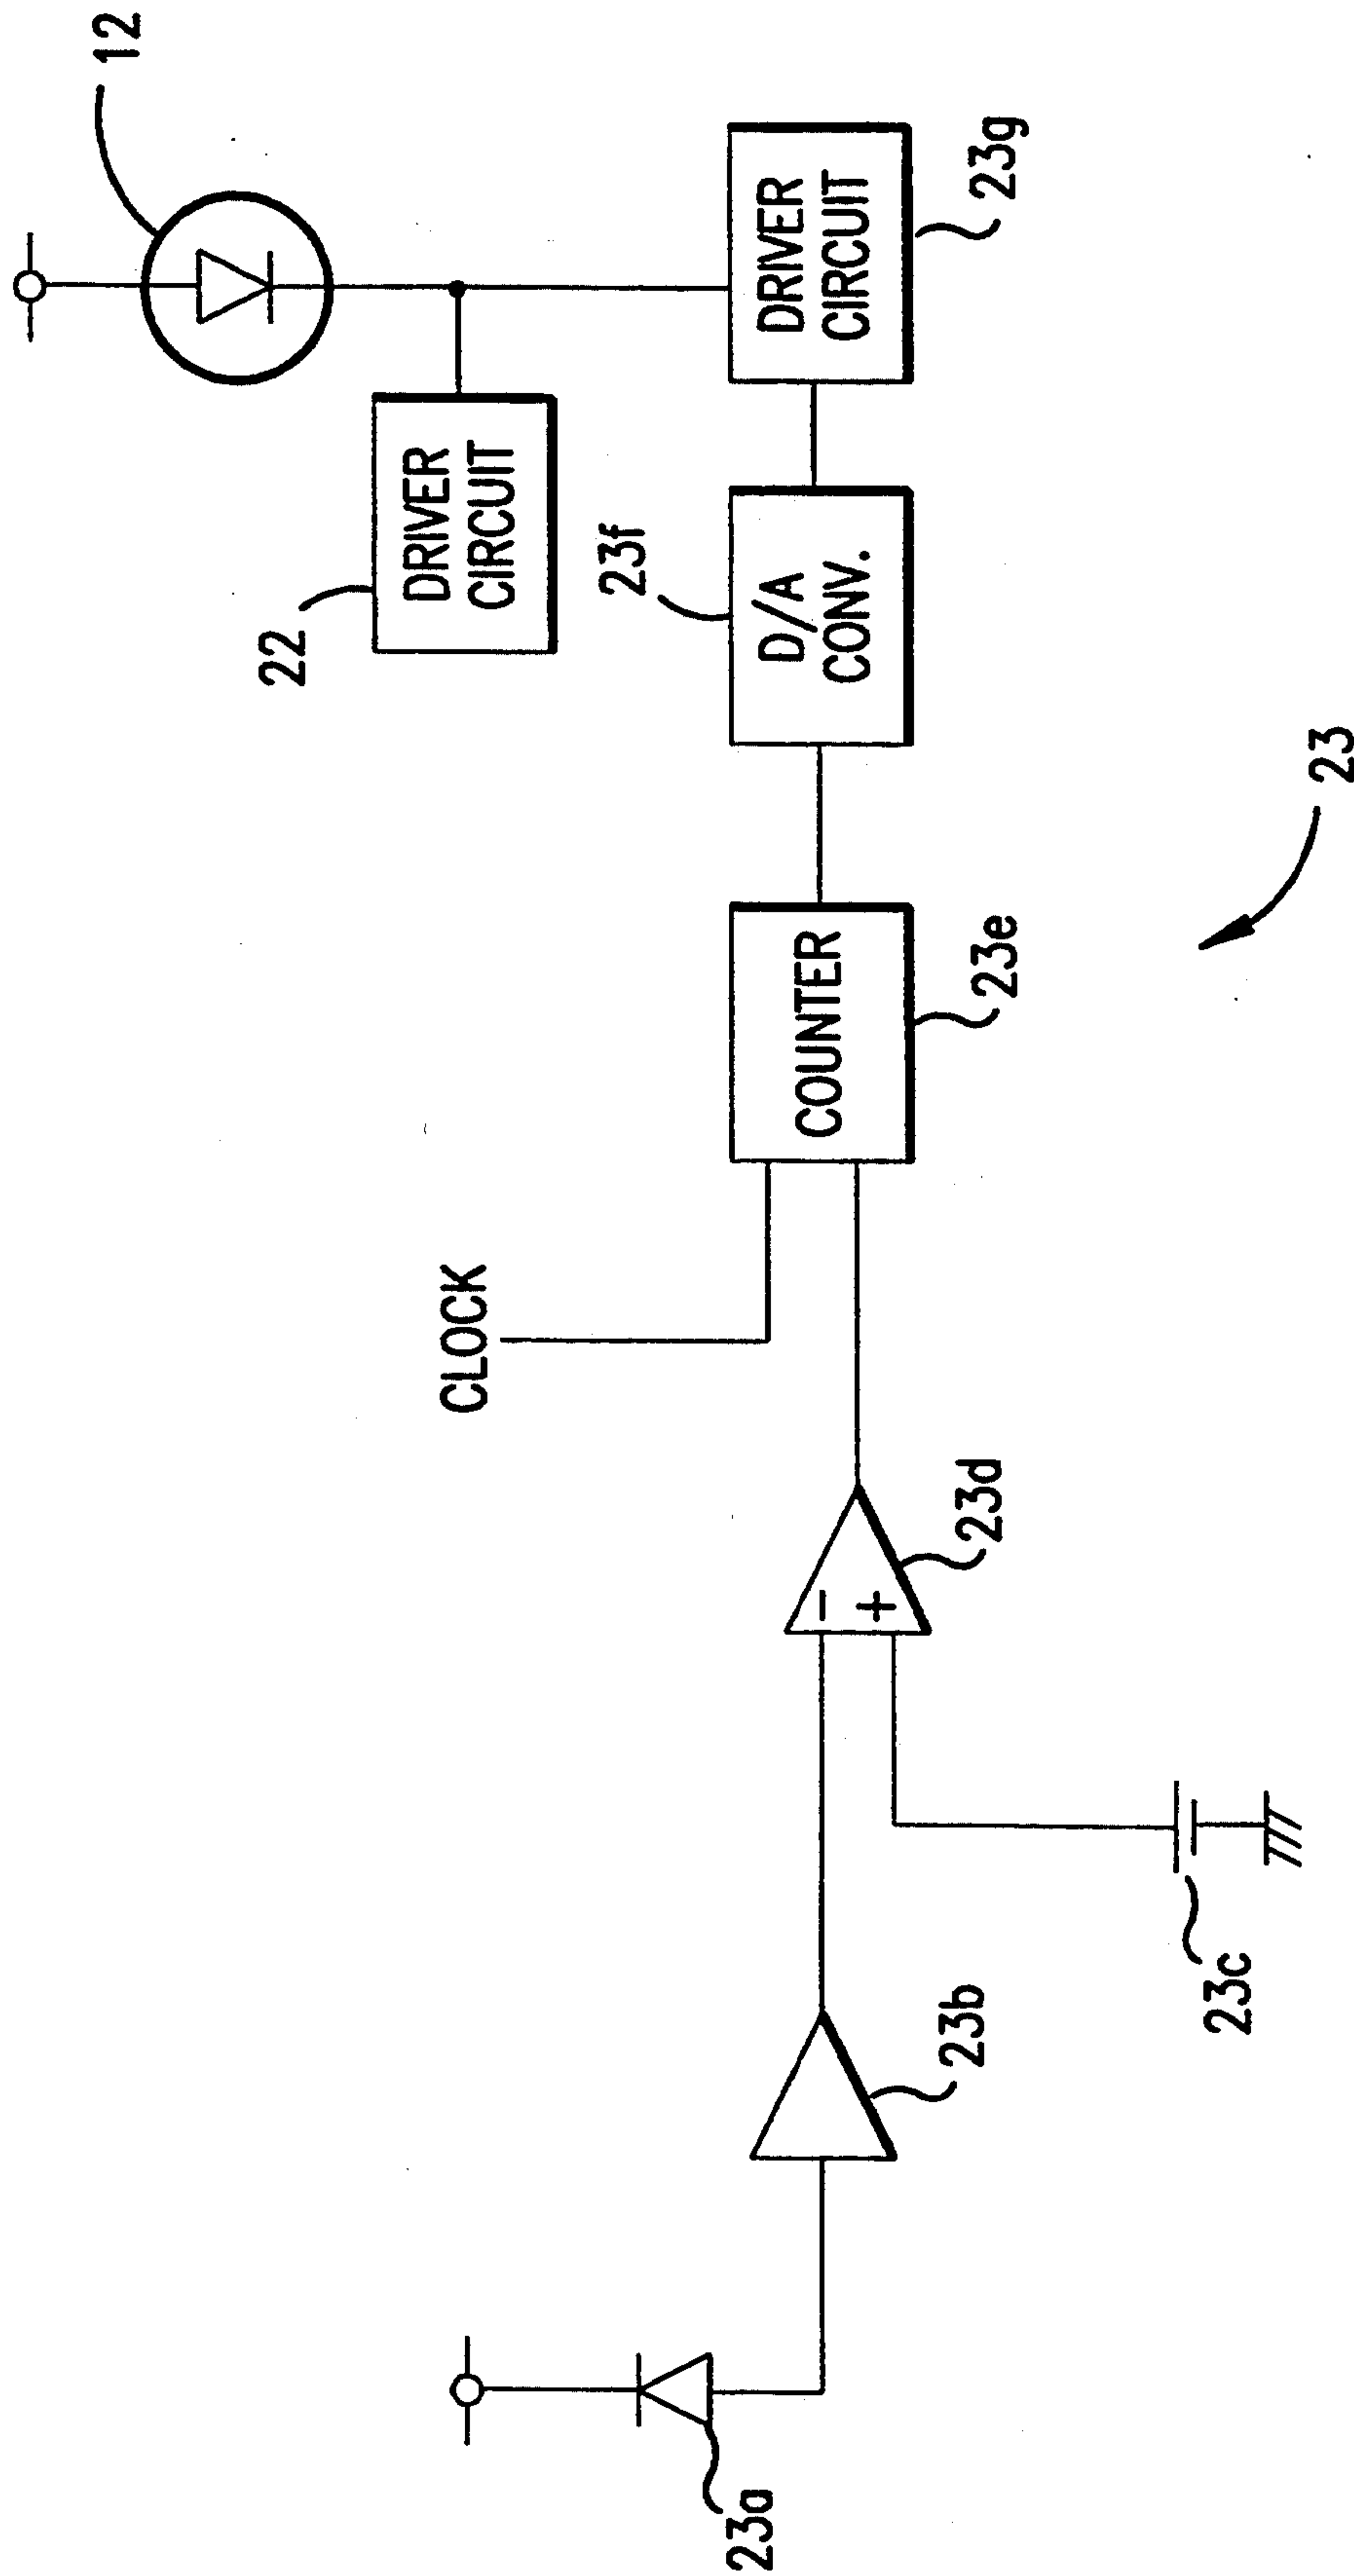 12
22
DRIVER
CIRCUIT
23f
CLOCK
COUNTER
D/A
CONV.
DRIVER
CIRCUIT
23a
23b
23c
23d
- +
23e
23g
23